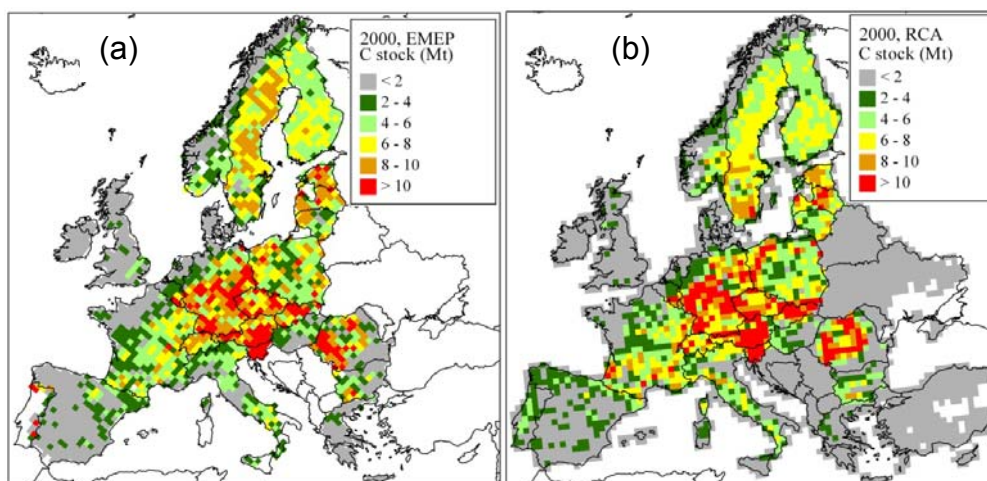 (a)
2000, EMEP
C stock (Mt)
< 2
2 - 4
4 - 6
6 - 8
8 - 10
> 10
(b)
2000, RCA
C stock (Mt)
< 2
2 - 4
4 - 6
6 - 8
8 - 10
> 10